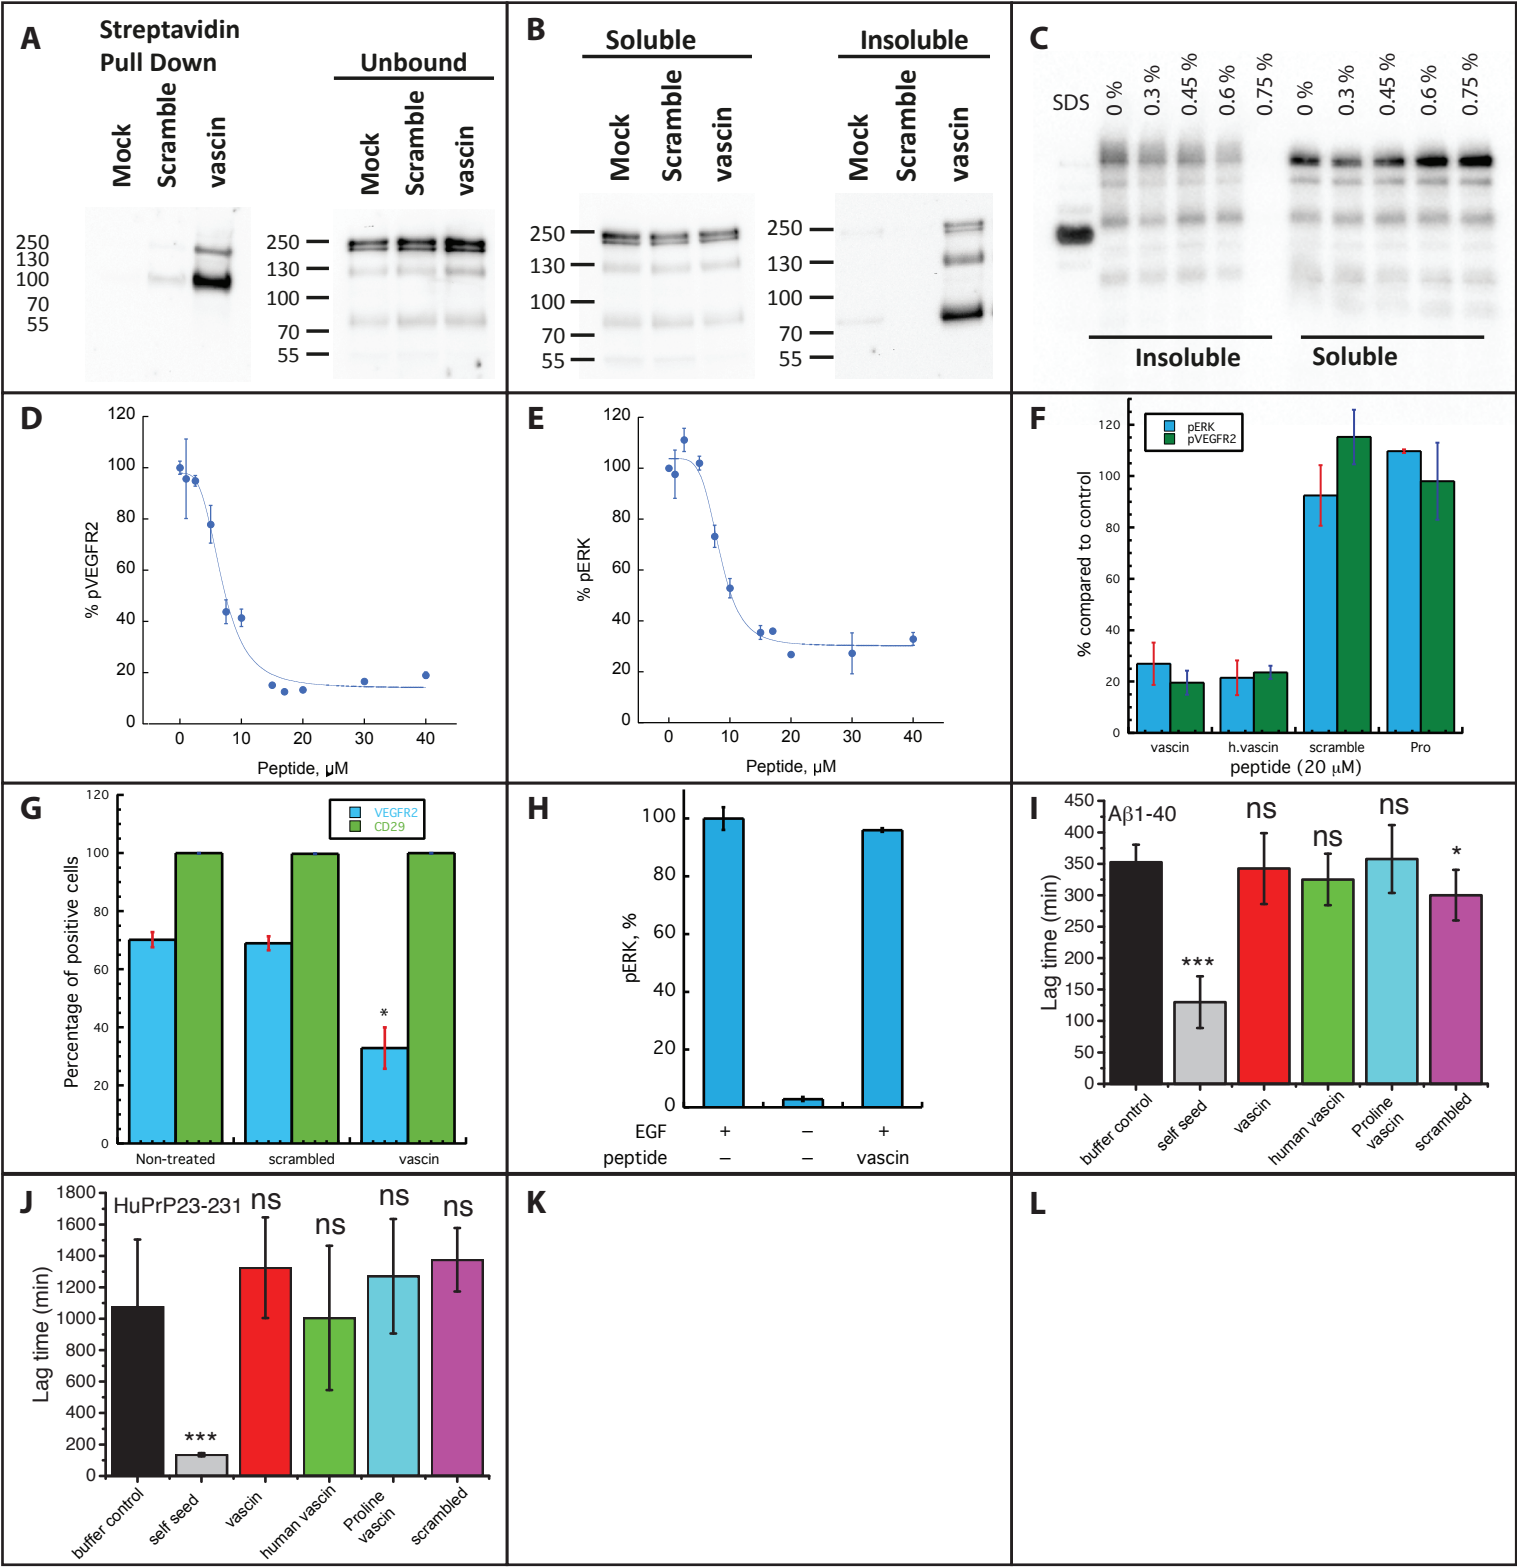 A
Streptavidin
Pull Down
Unbound
Mock
Scramble
vascin
Mock
Scramble
vascin
250
130
100
70
55
250
130
100
70
55
B
Soluble
Insoluble
Mock
Scramble
vascin
Mock
Scramble
vascin
250
130
100
70
55
250
130
100
70
55
C
SDS
0 %
0.3 %
0.45 %
0.6 %
0.75 %
0 %
0.3 %
0.45 %
0.6 %
0.75 %
Insoluble
Soluble
D
120
100
80
60
40
20
0
% pVEGFR2
0 10 20 30 40
Peptide, µM
E
120
100
80
60
40
20
0
% pERK
0 10 20 30 40
Peptide, µM
F
pERK
pVEGFR2
120
100
80
60
40
20
0
% compared to control
vascin h.vascin scramble Pro
peptide (20 µM)
G
VEGFR2
CD29
120
100
80
60
40
20
0
Percentage of positive cells
*
Non-treated scrambled vascin
H
100
80
60
40
20
0
pERK, %
EGF + − +
peptide − − vascin
I
Aβ1-40
450
400
350
300
250
200
150
100
50
0
Lag time (min)
***
ns
ns
ns
*
buffer control
self seed
vascin
human vascin
Proline
vascin
scrambled
J
HuPrP23-231
1800
1600
1400
1200
1000
800
600
400
200
0
Lag time (min)
***
ns
ns
ns
ns
buffer control
self seed
vascin
human vascin
Proline
vascin
scrambled
K
L